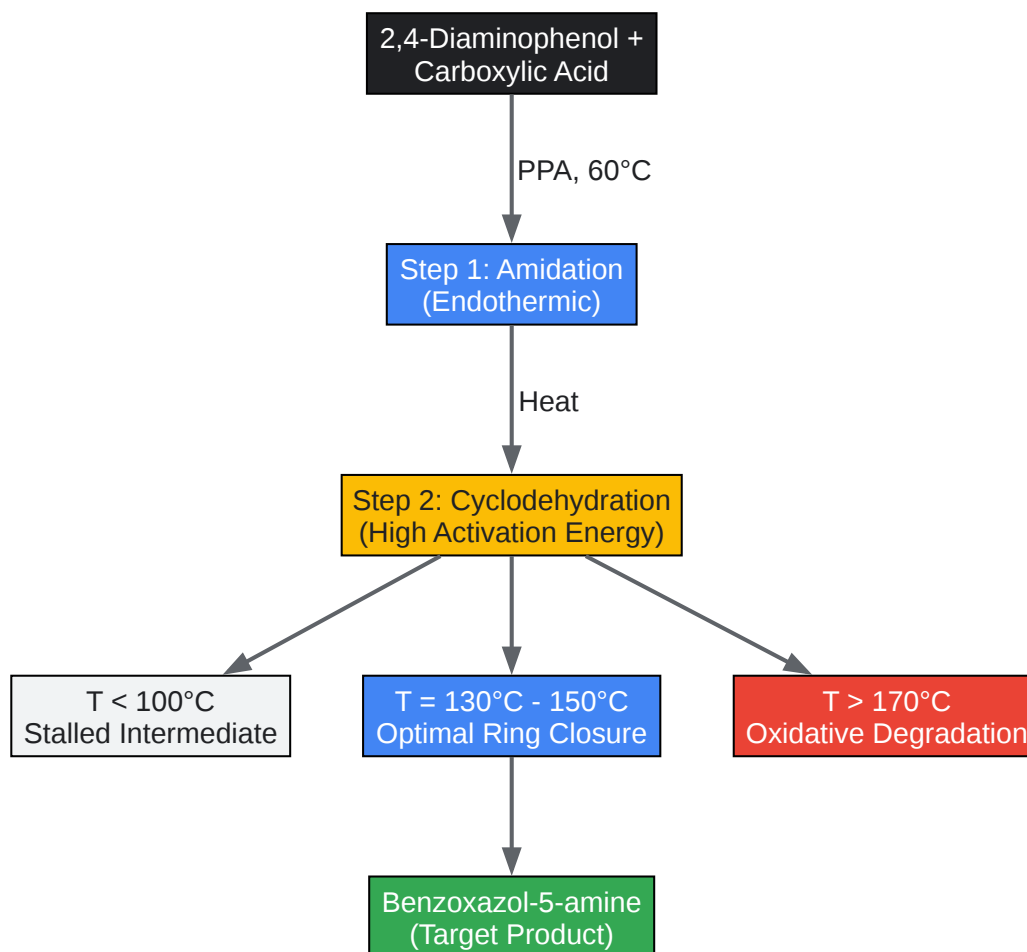 2,4-Diaminophenol +
Carboxylic Acid
PPA, 60°C
Step 1: Amidation
(Endothermic)
Heat
Step 2: Cyclodehydration
(High Activation Energy)
T < 100°C
Stalled Intermediate
T = 130°C - 150°C
Optimal Ring Closure
T > 170°C
Oxidative Degradation
Benzoxazol-5-amine
(Target Product)